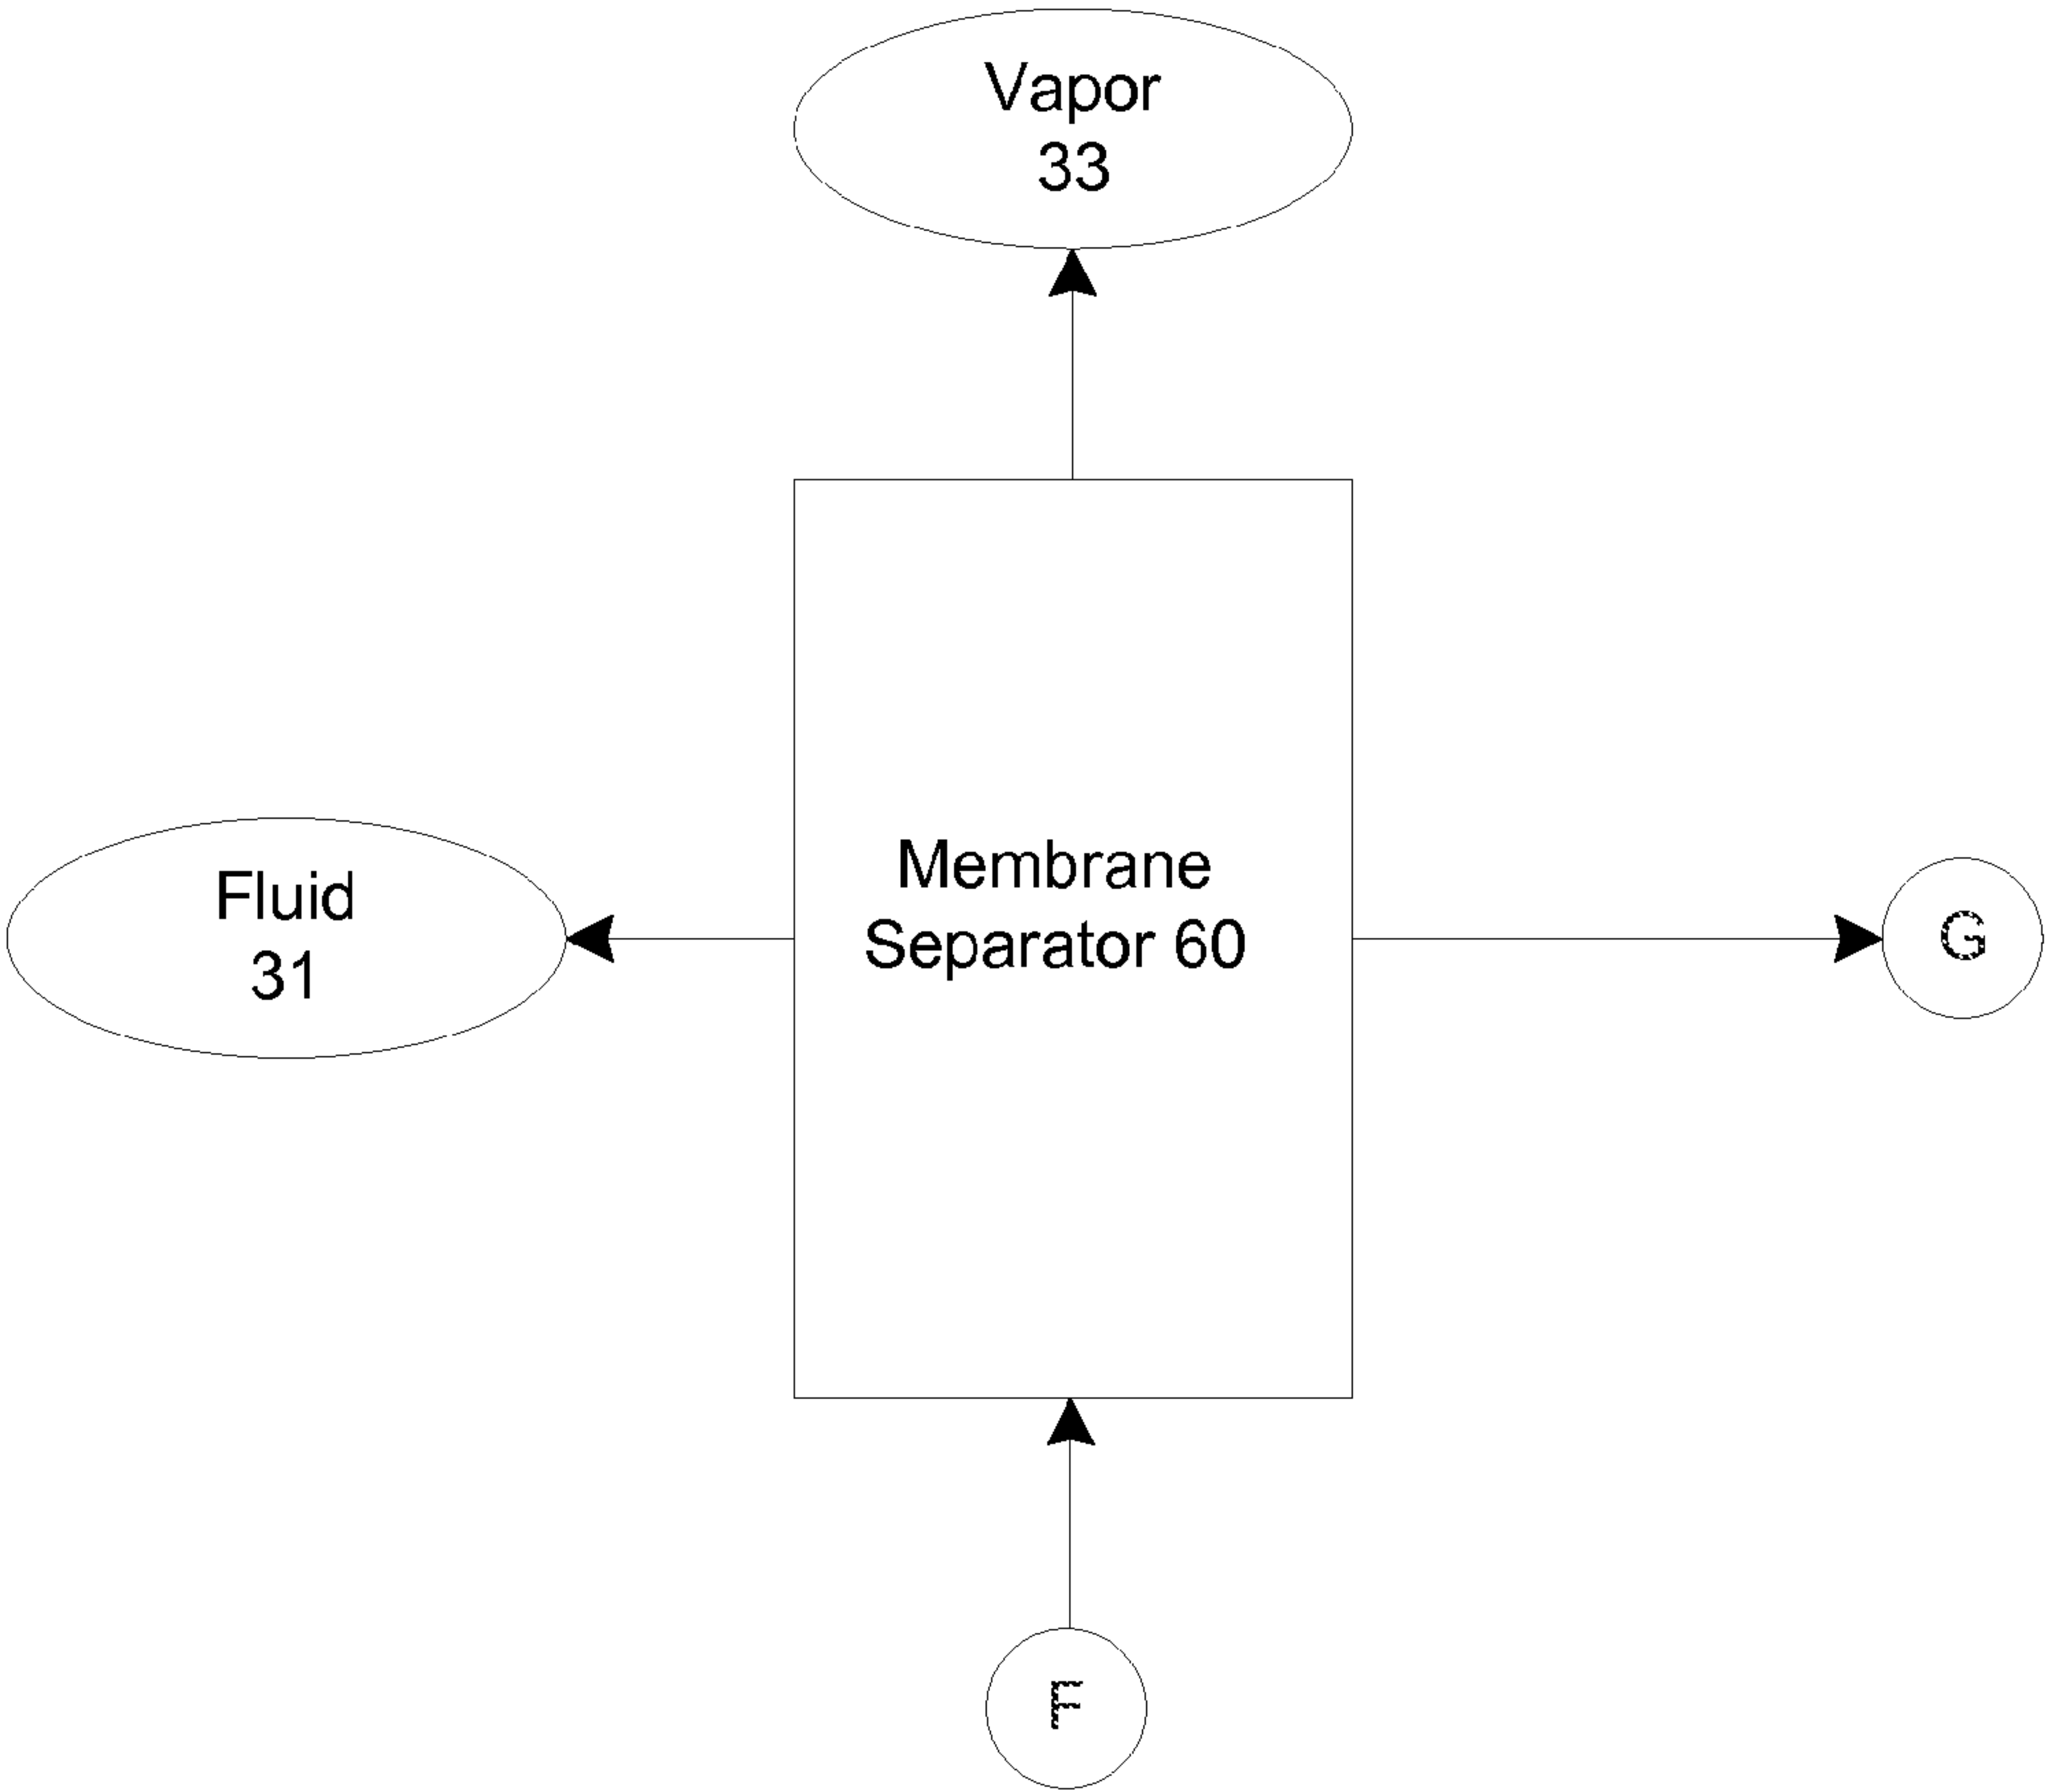 Vapor
33
Fluid
31
Membrane
Separator 60
G
F